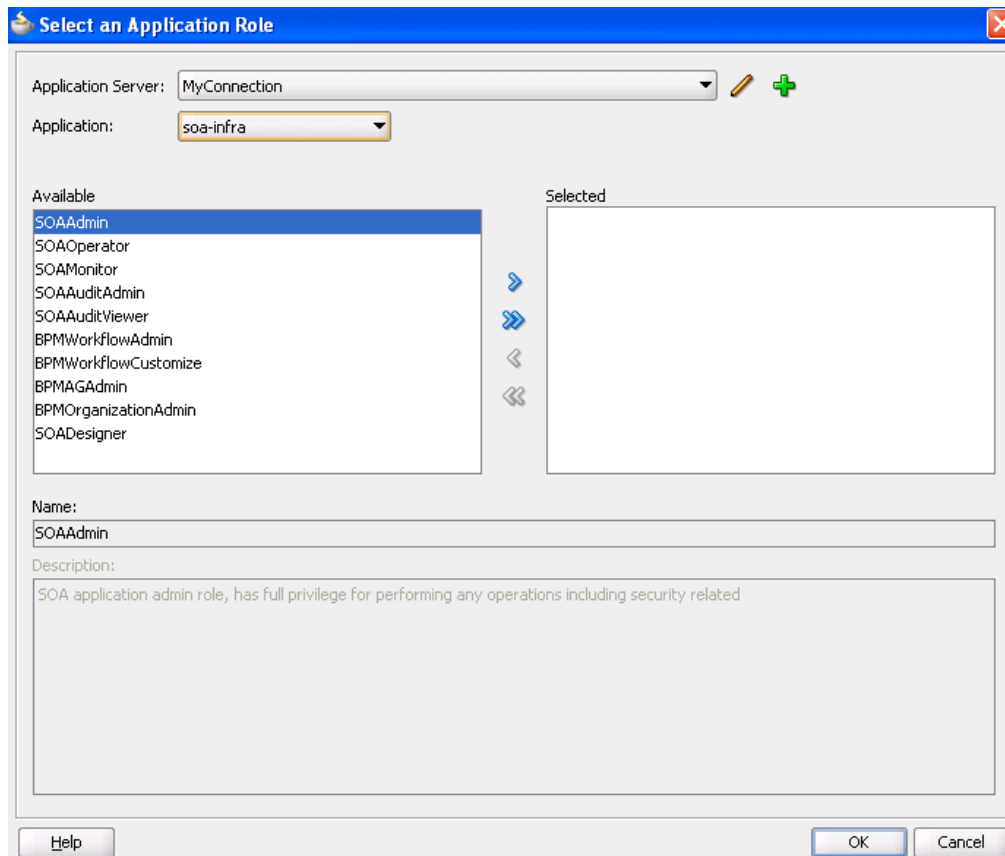 Select an Application Role
Application Server: MyConnection
Application: soa-infra
Available
SOAAdmin
SOAOperator
SOAMonitor
SOAAuditAdmin
SOAAuditViewer
BPMWorkflowAdmin
BPMWorkflowCustomize
BPMAGAdmin
BPMOrganizationAdmin
SOADesigner
Selected
Name:
SOAAdmin
Description:
SOA application admin role, has full privilege for performing any operations including security related
Help
OK
Cancel